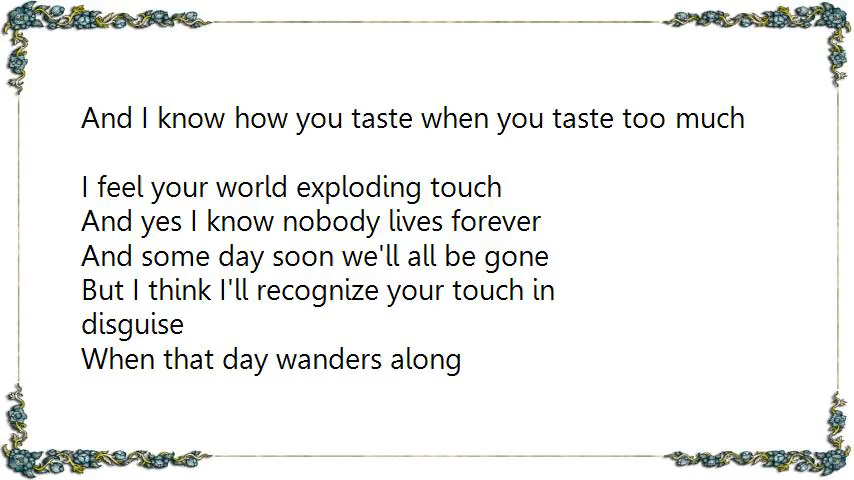 And I know how you taste when you taste too much
I feel your world exploding touch
And yes I know nobody lives forever
And some day soon we'll all be gone
But I think I'll recognize your touch in
disguise
When that day wanders along